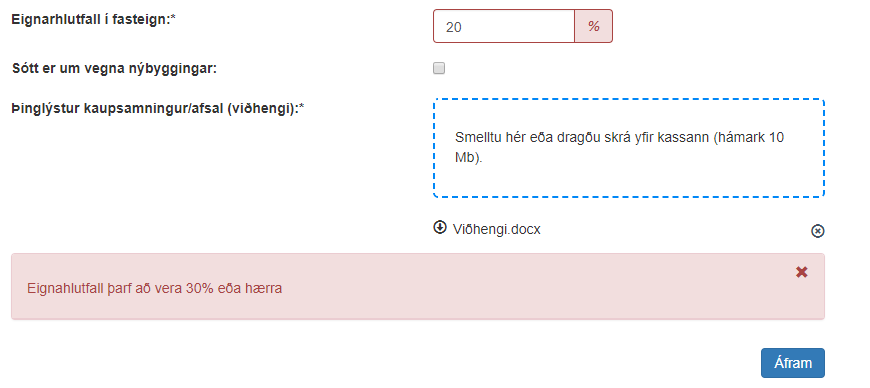 Eignarhlutfall í fasteign:*
20 %
Sótt er um vegna nýbyggingar:
Þinglýstur kaupsamningur/afsal (viðhengi):*
Smelltu hér eða dragðu skrá yfir kassann (hámark 10
Mb).
Viðhengi.docx
Eignahlutfall þarf að vera 30% eða hærra
Áfram